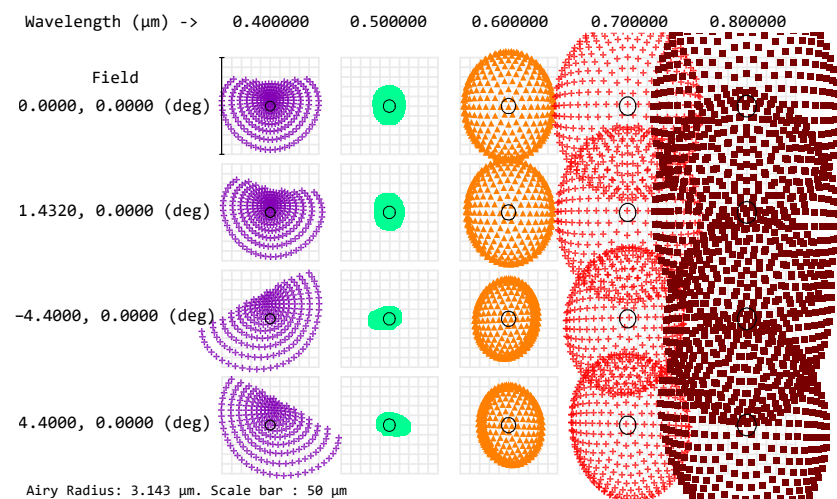 Wavelength (µm) -> 0.400000 0.500000 0.600000 0.700000 0.800000
Field
0.0000, 0.0000 (deg)
1.4320, 0.0000 (deg)
−4.4000, 0.0000 (deg)
4.4000, 0.0000 (deg)
Airy Radius: 3.143 µm. Scale bar : 50 µm